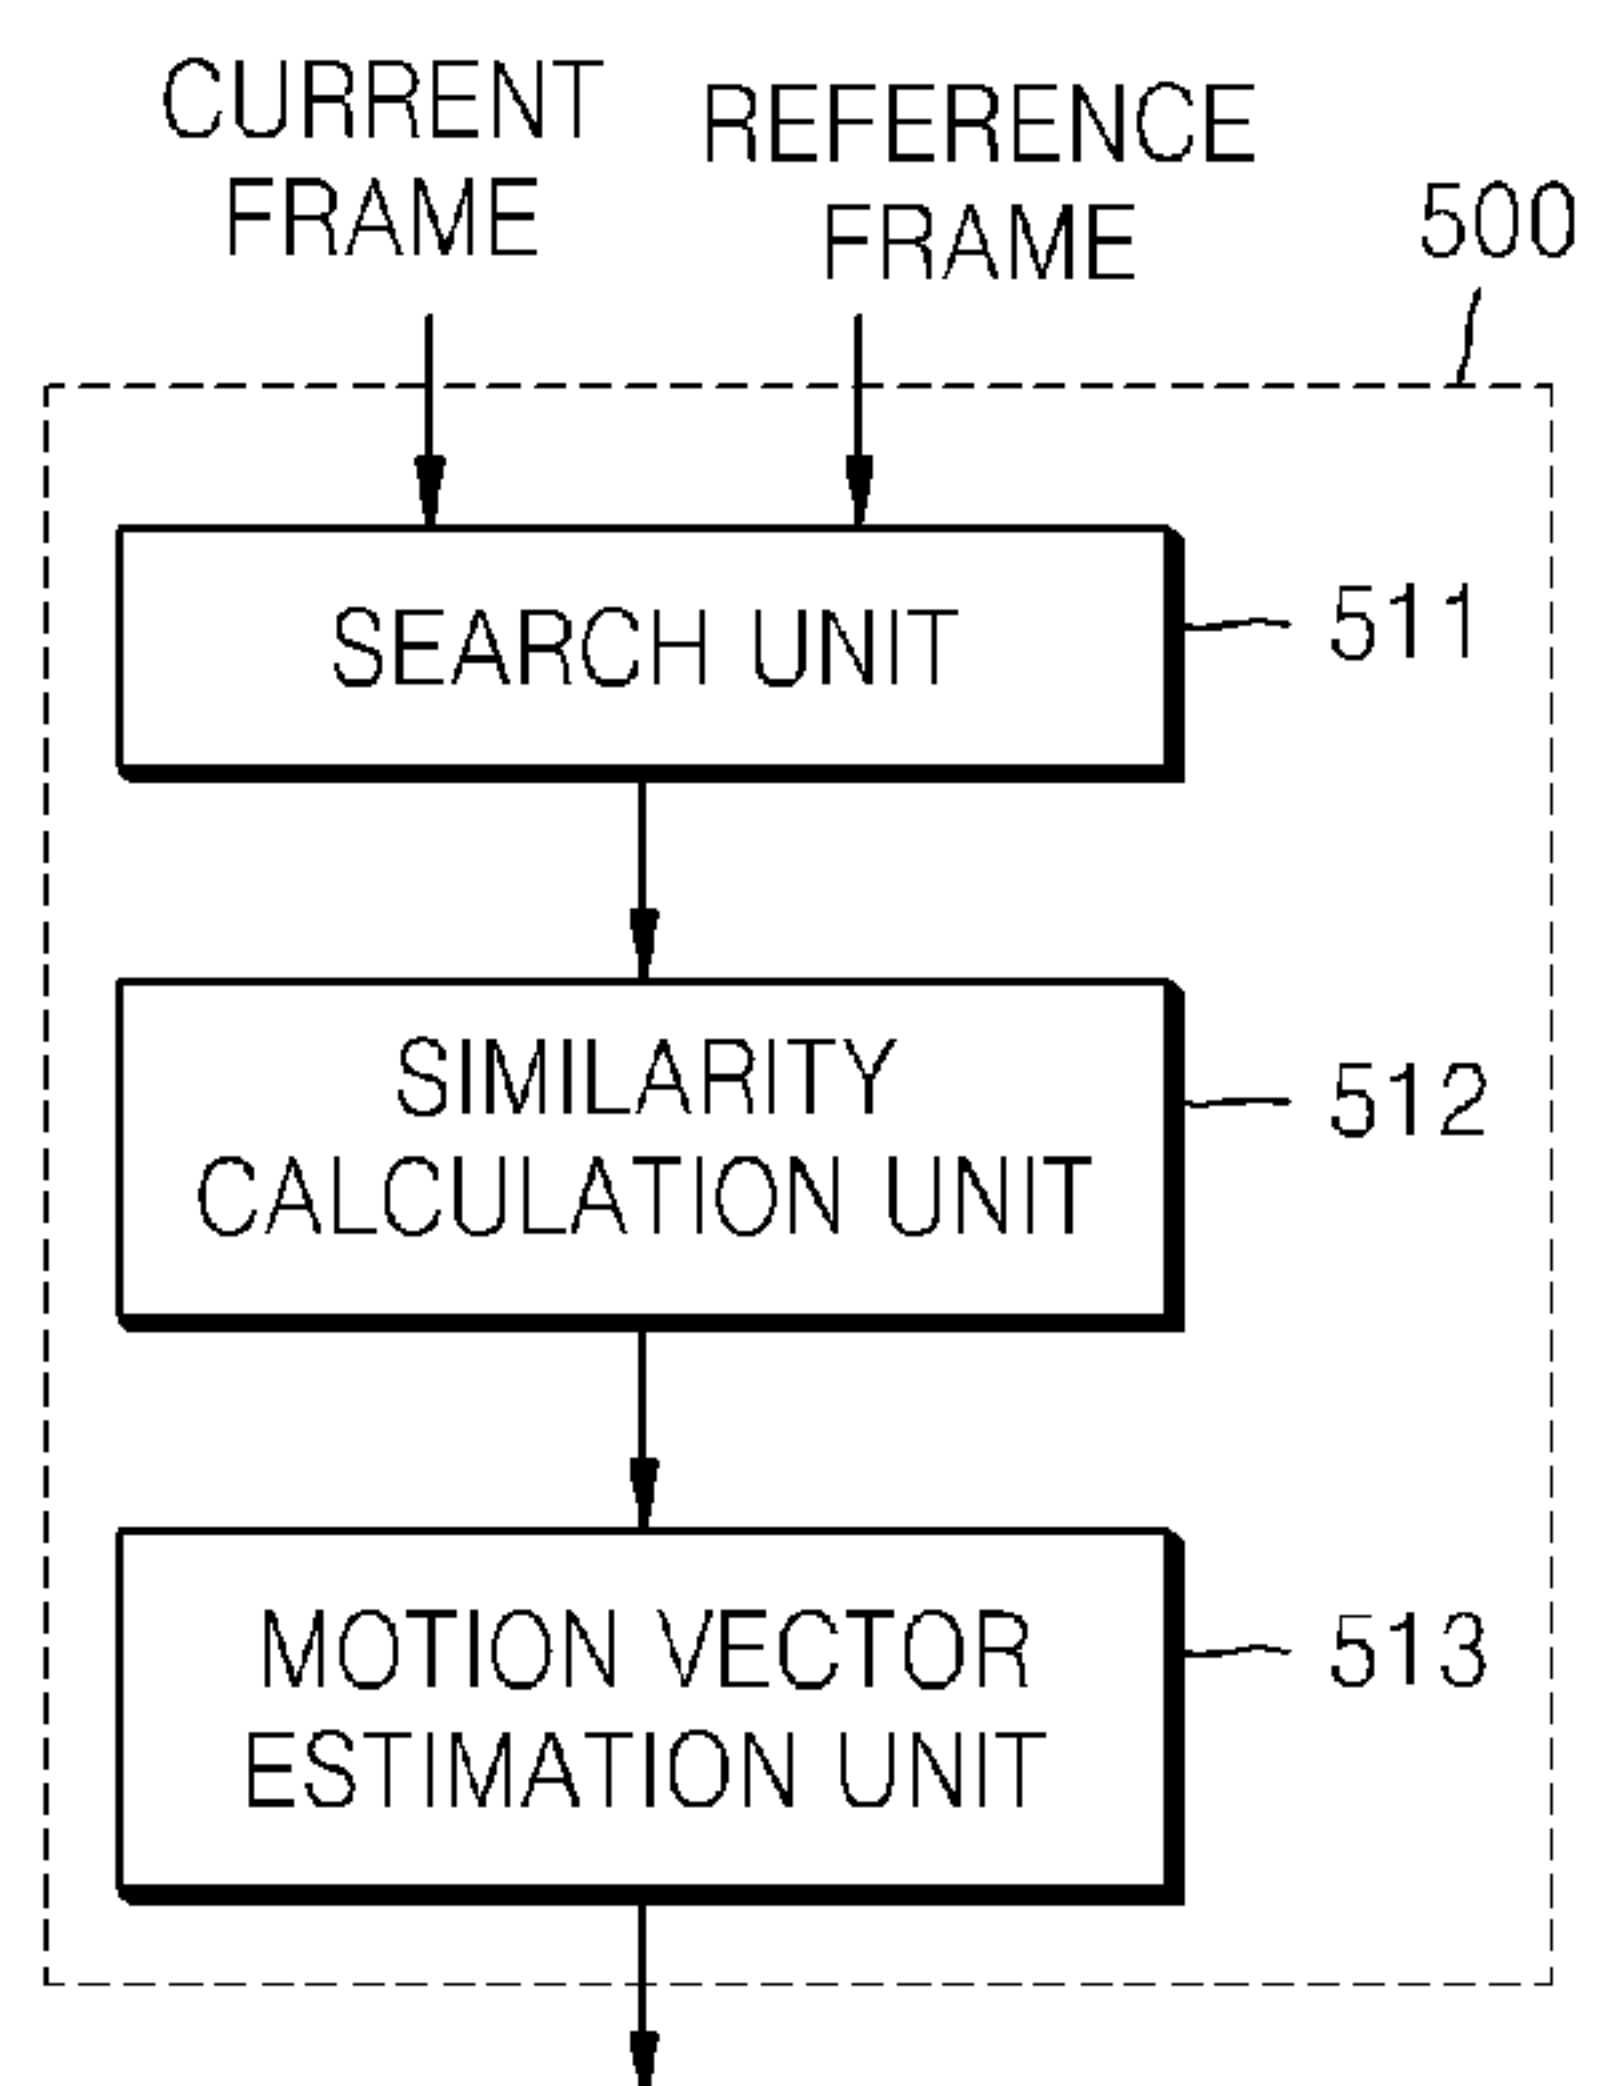 CURRENT
FRAME
REFERENCE
FRAME
500
SEARCH UNIT
511
SIMILARITY
CALCULATION UNIT
512
MOTION VECTOR
ESTIMATION UNIT
513